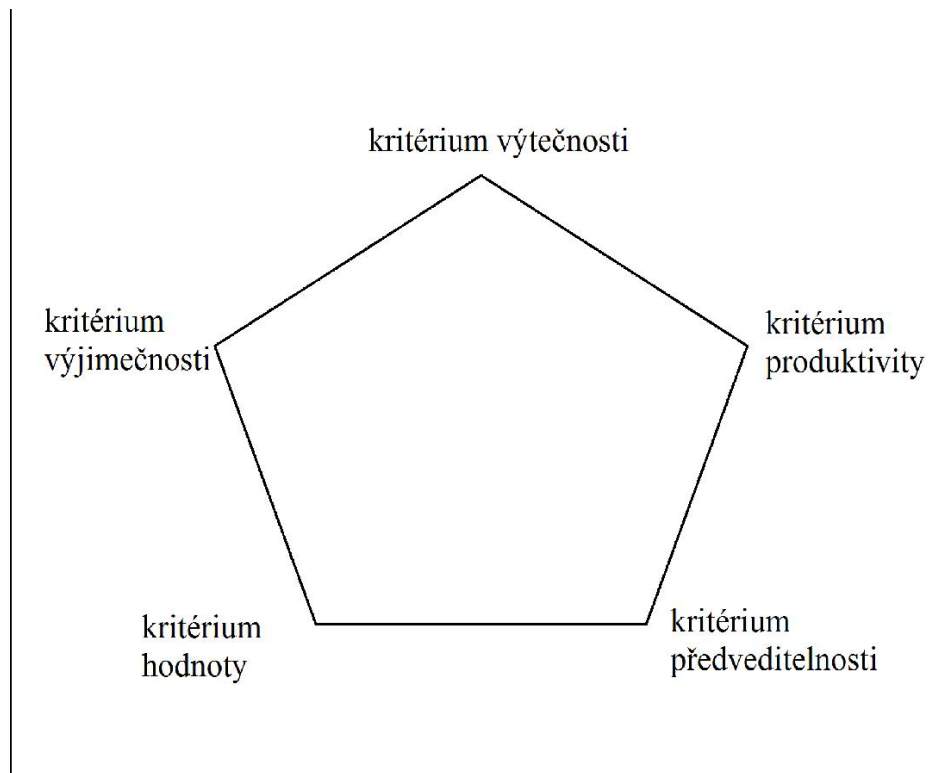 kritérium výtečnosti
kritérium
výjimečnosti
kritérium
produktivity
kritérium
hodnoty
kritérium
předveditelnosti